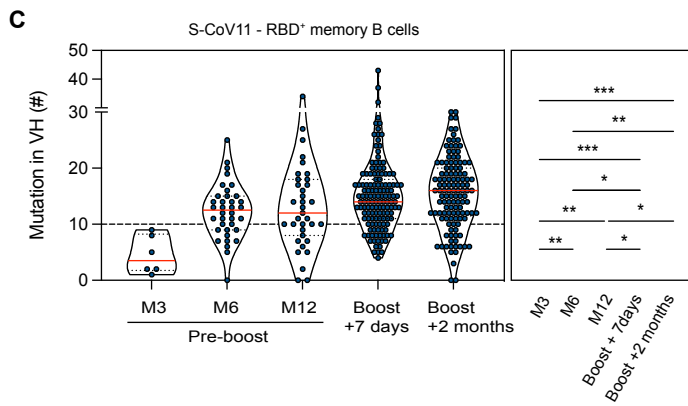 C
S-CoV11 - RBD⁺ memory B cells
Mutation in VH (#)
50
40
30
20
10
0
M3
M6
M12
Boost
+7 days
Boost
+2 months
Pre-boost
***
**
***
*
**
*
**
*
M3
M6
M12
Boost + 7days
Boost +2 months